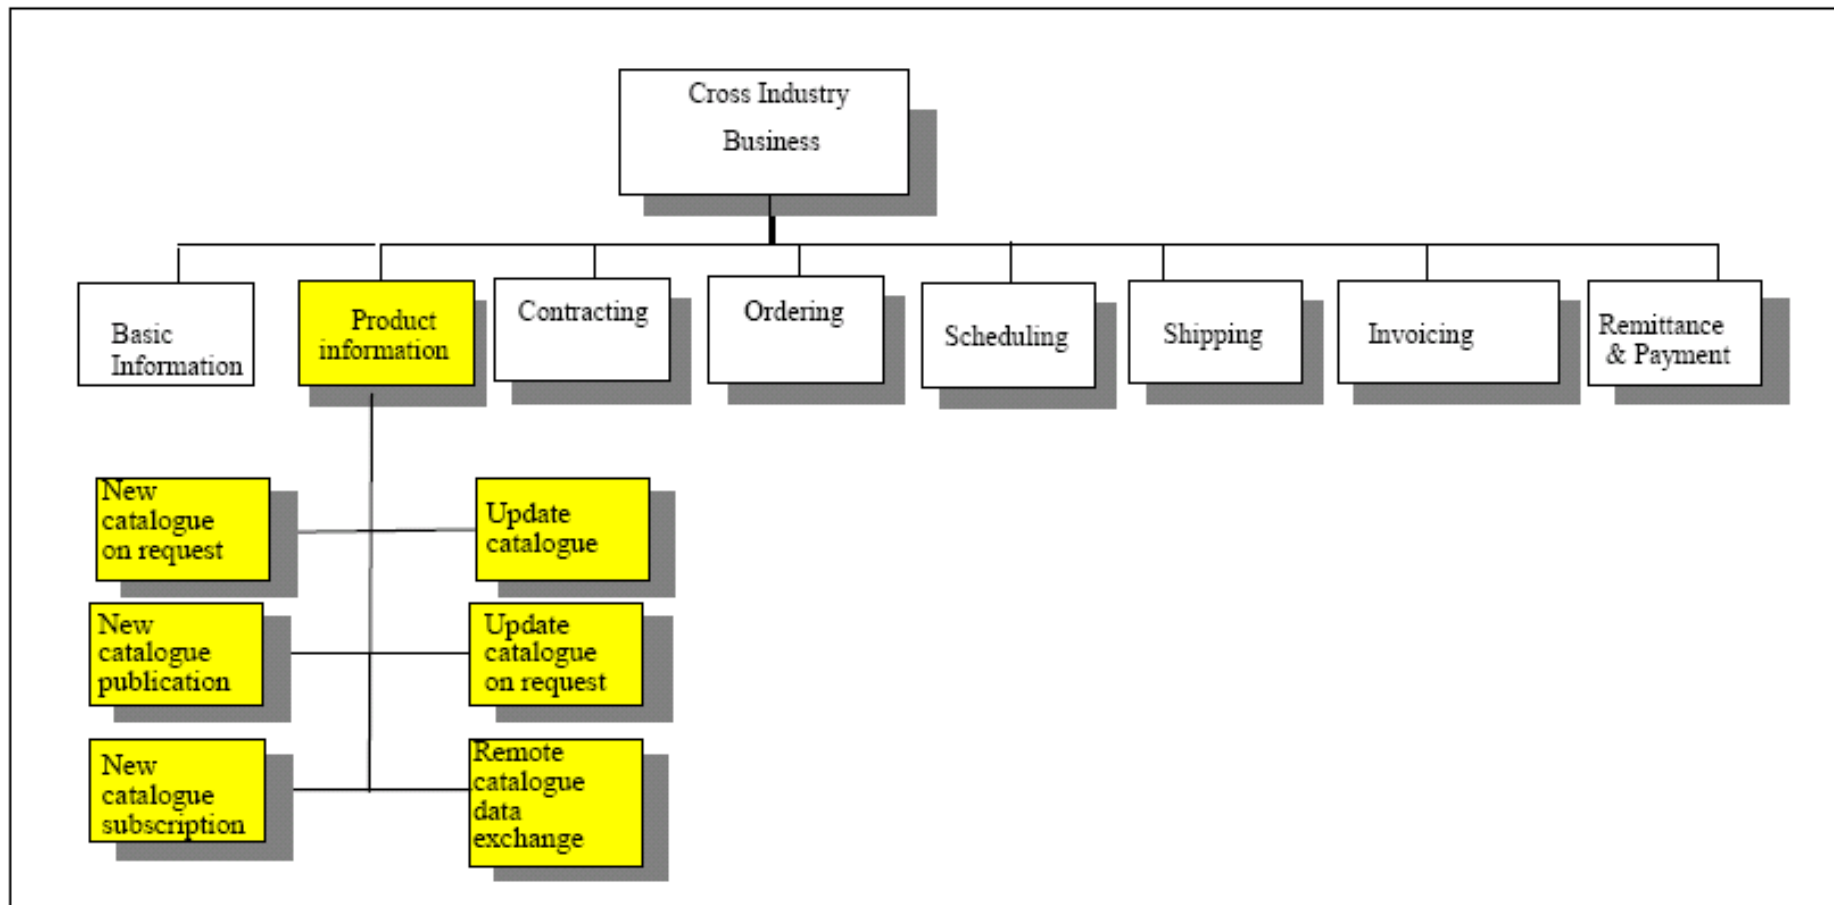 Cross Industry
Business
Basic
Information
Product
information
Contracting
Ordering
Scheduling
Shipping
Invoicing
Remittance
& Payment
New
catalogue
on request
Update
catalogue
New
catalogue
publication
Update
catalogue
on request
New
catalogue
subscription
Remote
catalogue
data
exchange